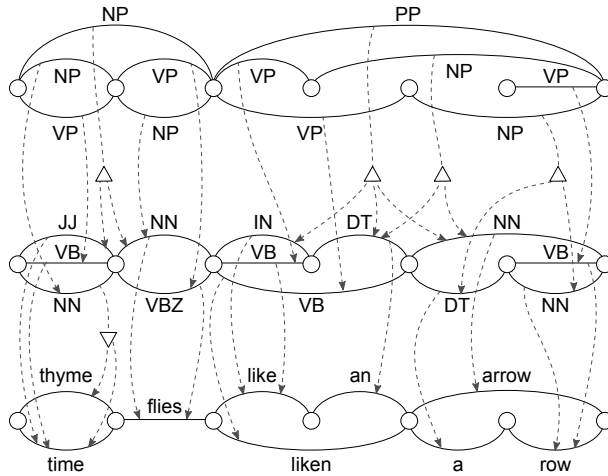 NP PP
NP VP VP NP VP
VP NP VP NP
JJ NN IN DT NN
VB VB VB
NN VBZ VB DT NN
thyme like an arrow
flies
time liken a row